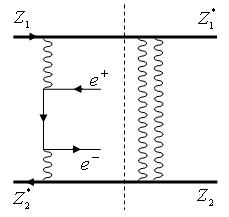 Z₁ Z₁*
e⁺
e⁻
Z₂* Z₂